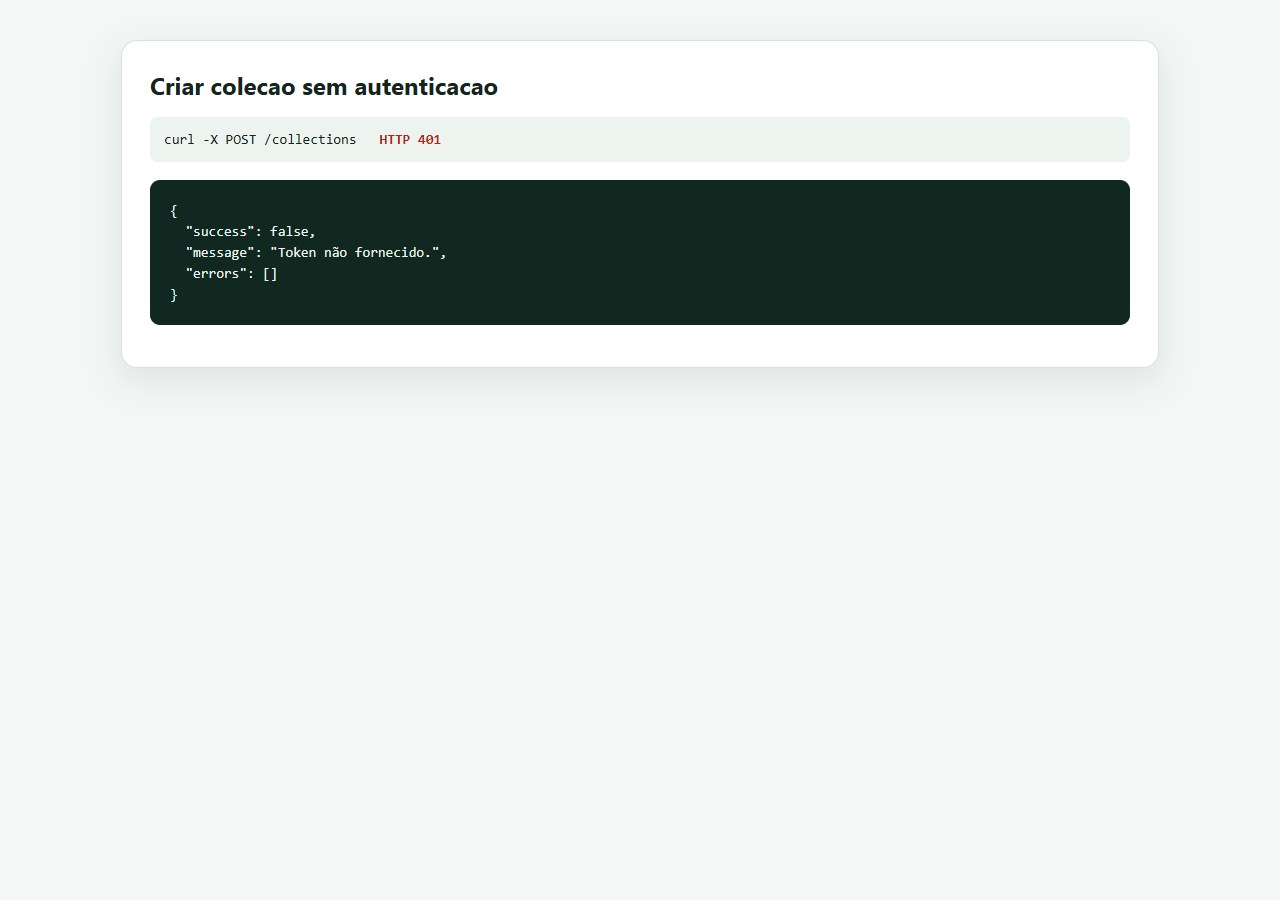 Criar colecao sem autenticacao
curl -X POST /collections   HTTP 401
{
  "success": false,
  "message": "Token não fornecido.",
  "errors": []
}